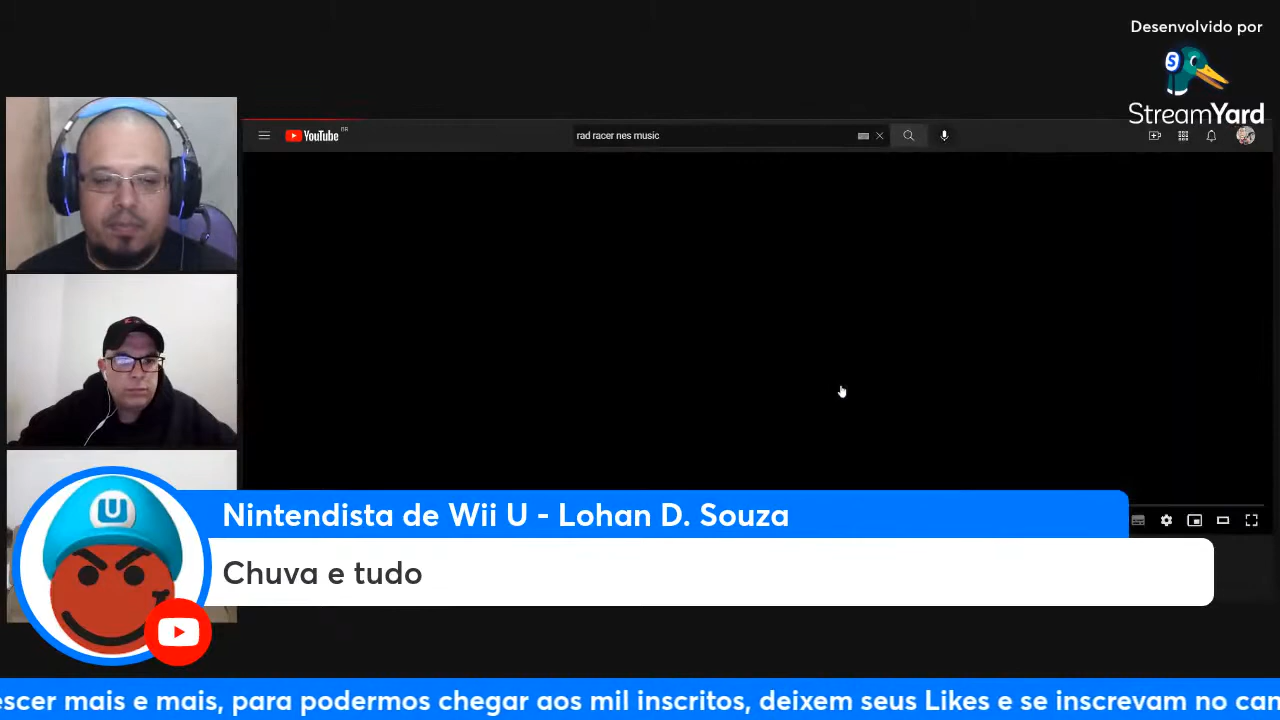 Desenvolvido por
StreamYard
YouTube BR
rad racer nes music
U
Nintendista de Wii U - Lohan D. Souza
Chuva e tudo
escer mais e mais, para podermos chegar aos mil inscritos, deixem seus Likes e se inscrevam no can